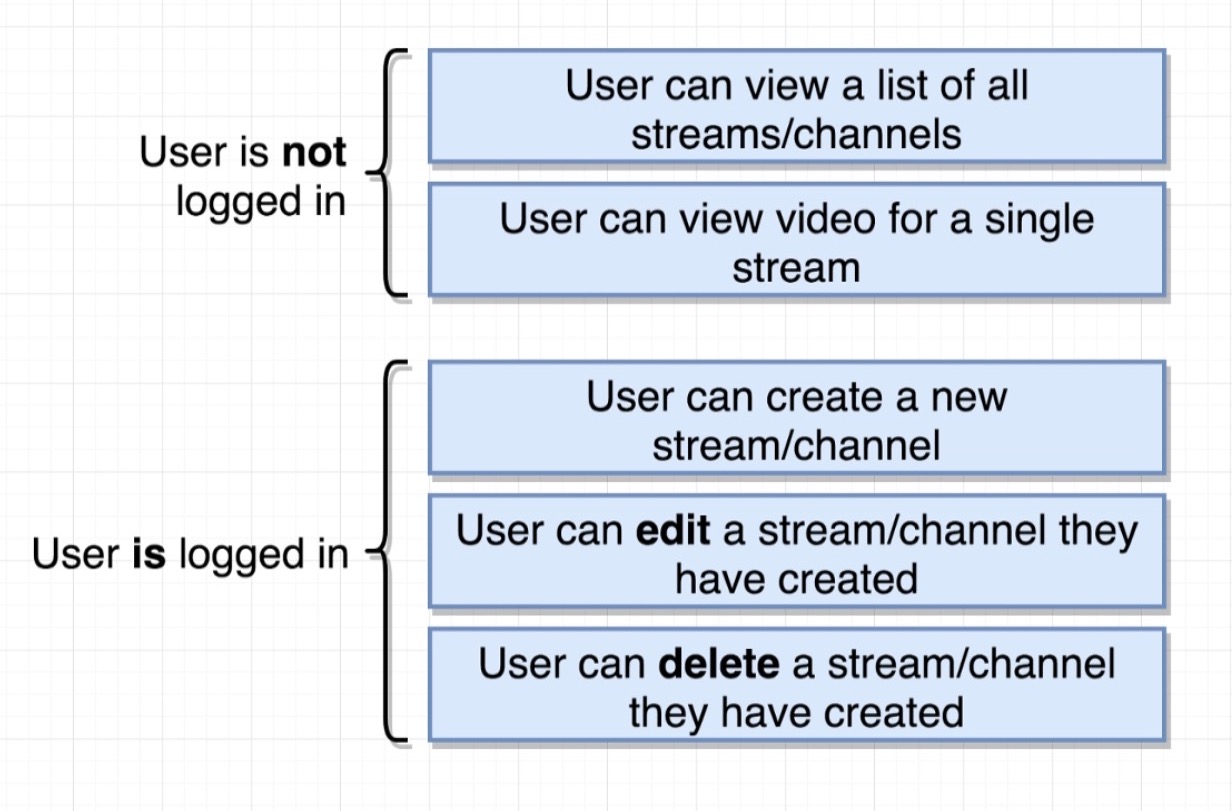 User is not
logged in
User can view a list of all
streams/channels
User can view video for a single
stream
User is logged in
User can create a new
stream/channel
User can edit a stream/channel they
have created
User can delete a stream/channel
they have created